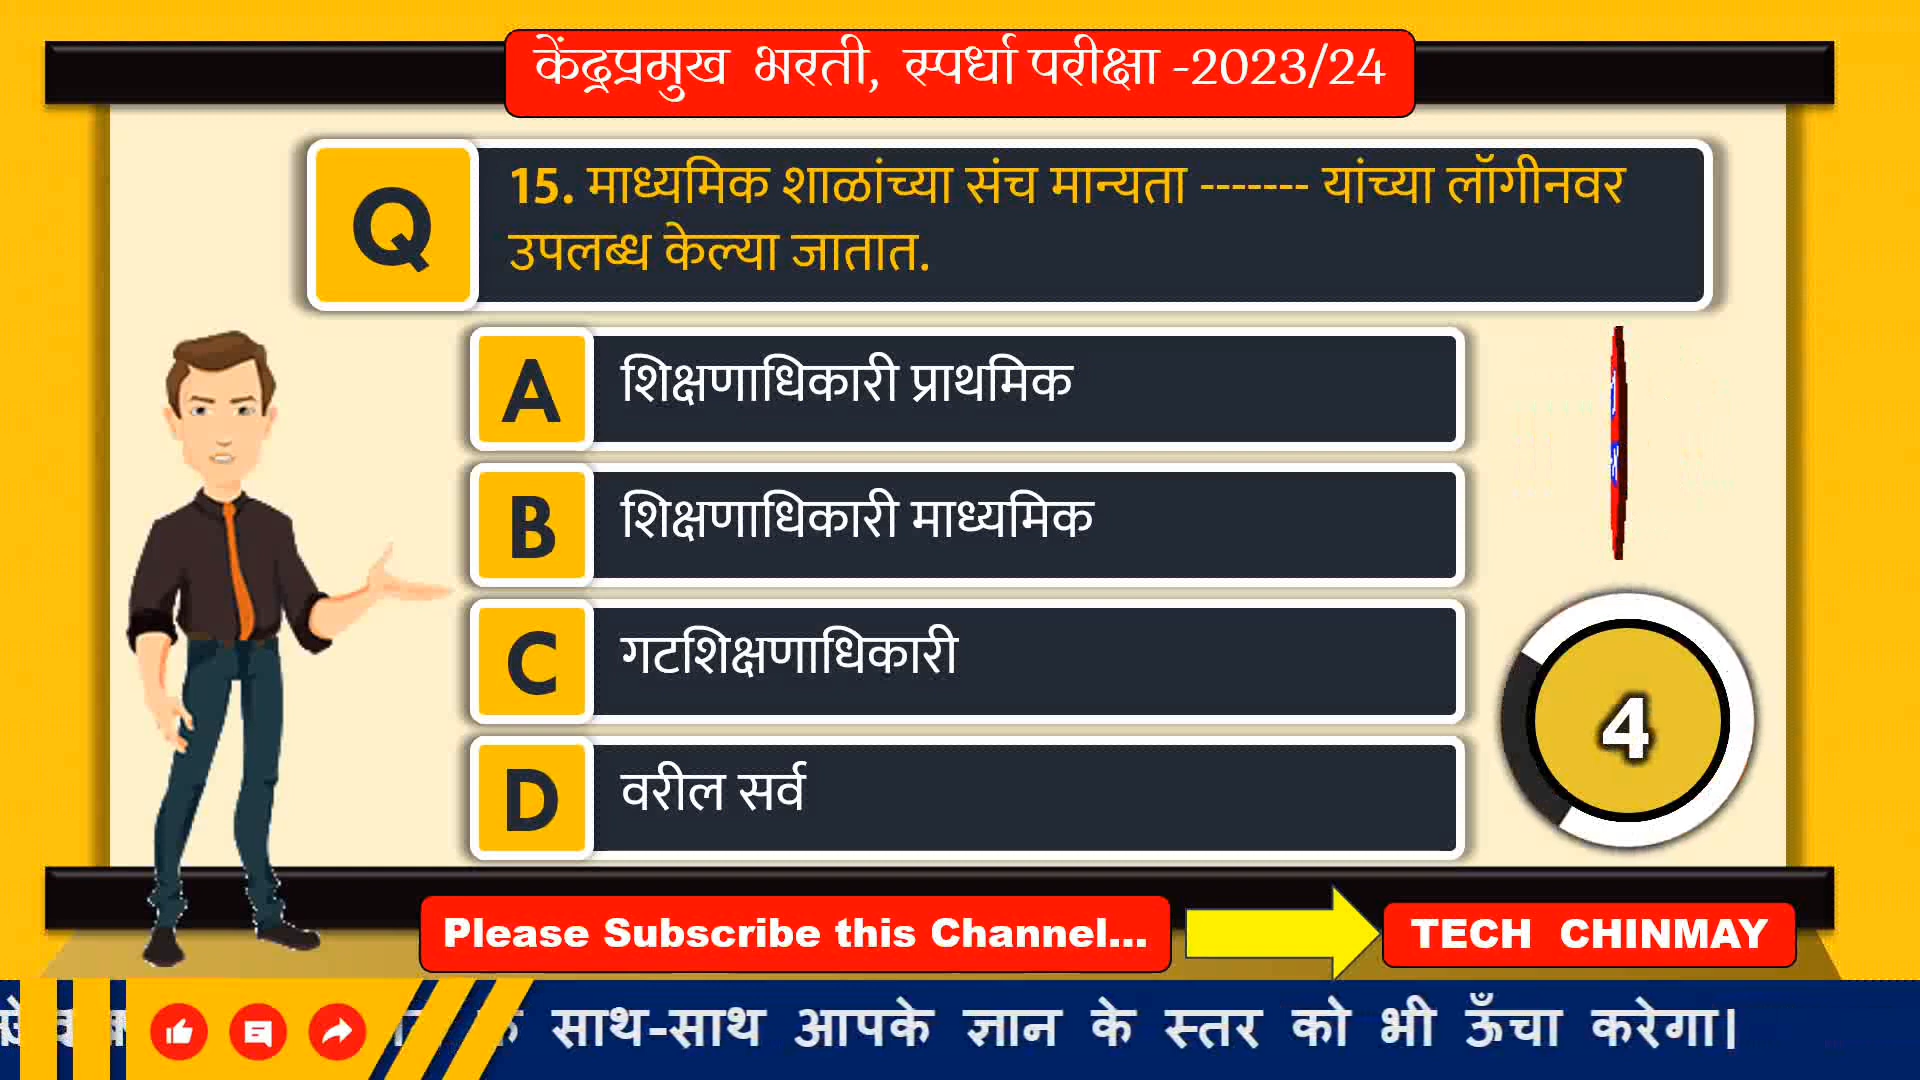 केंद्रप्रमुख भरती, स्पर्धा परीक्षा -2023/24
Q
15. माध्यमिक शाळांच्या संच मान्यता ------- यांच्या लॉगीनवर
उपलब्ध केल्या जातात.
A शिक्षणाधिकारी प्राथमिक
B शिक्षणाधिकारी माध्यमिक
C गटशिक्षणाधिकारी
D वरील सर्व
4
Please Subscribe this Channel...
TECH CHINMAY
साथ-साथ आपके ज्ञान के स्तर को भी ऊँचा करेगा।